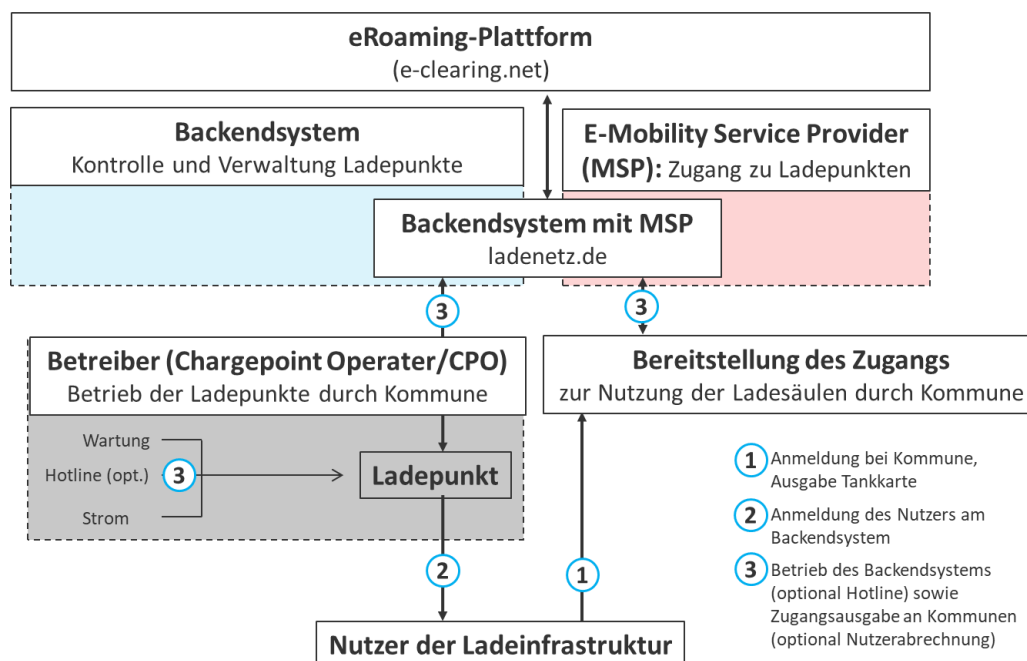 eRoaming-Plattform
(e-clearing.net)
Backendsystem
Kontrolle und Verwaltung Ladepunkte
E-Mobility Service Provider
(MSP): Zugang zu Ladepunkten
Backendsystem mit MSP
ladenetz.de
3
3
Betreiber (Chargepoint Operater/CPO)
Betrieb der Ladepunkte durch Kommune
Bereitstellung des Zugangs
zur Nutzung der Ladesäulen durch Kommune
Wartung
Hotline (opt.)
3
Strom
Ladepunkt
1 Anmeldung bei Kommune,
Ausgabe Tankkarte
2 Anmeldung des Nutzers am
Backendsystem
3 Betrieb des Backendsystems
(optional Hotline) sowie
Zugangsausgabe an Kommunen
(optional Nutzerabrechnung)
2
1
Nutzer der Ladeinfrastruktur